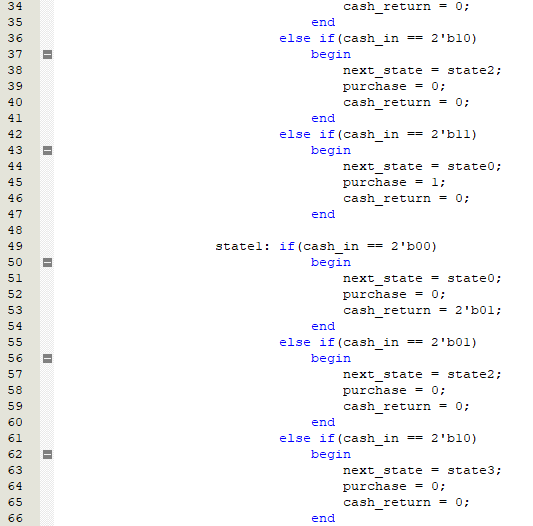 34 cash_return = 0;
35 end
36 else if(cash_in == 2'b10)
37 begin
38 next_state = state2;
39 purchase = 0;
40 cash_return = 0;
41 end
42 else if(cash_in == 2'b11)
43 begin
44 next_state = state0;
45 purchase = 1;
46 cash_return = 0;
47 end
48
49 state1: if(cash_in == 2'b00)
50 begin
51 next_state = state0;
52 purchase = 0;
53 cash_return = 2'b01;
54 end
55 else if(cash_in == 2'b01)
56 begin
57 next_state = state2;
58 purchase = 0;
59 cash_return = 0;
60 end
61 else if(cash_in == 2'b10)
62 begin
63 next_state = state3;
64 purchase = 0;
65 cash_return = 0;
66 end